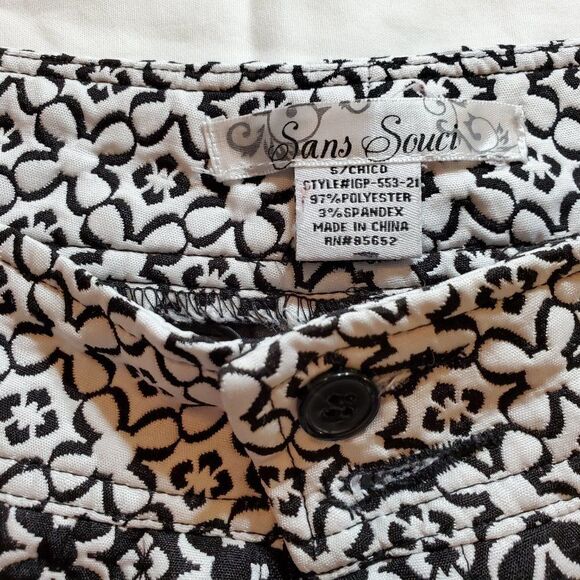 Sans Souci
S/CHICO
STYLE#IGP-553-21
97%POLYESTER
3%SPANDEX
MADE IN CHINA
RN#85652